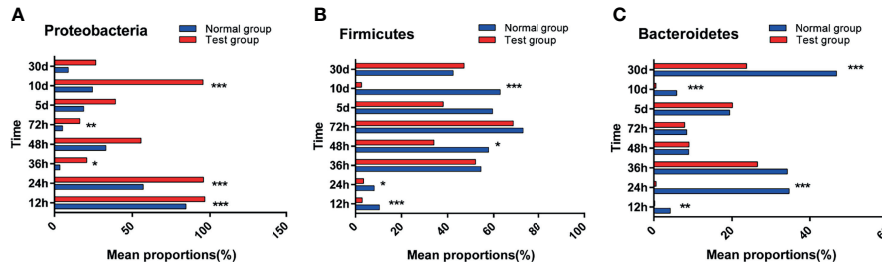 A
Proteobacteria
Normal group
Test group
30d
10d
***
5d
72h
**
48h
36h
*
24h
***
12h
***
Time
0
50
100
150
Mean proportions(%)
B
Firmicutes
Normal group
Test group
30d
10d
***
5d
72h
48h
*
36h
24h
*
12h
***
Time
0
20
40
60
80
100
Mean proportions(%)
C
Bacteroidetes
Normal group
Test group
30d
***
10d
***
5d
72h
48h
36h
24h
***
12h
**
Time
0
20
40
Mean proportions(%)